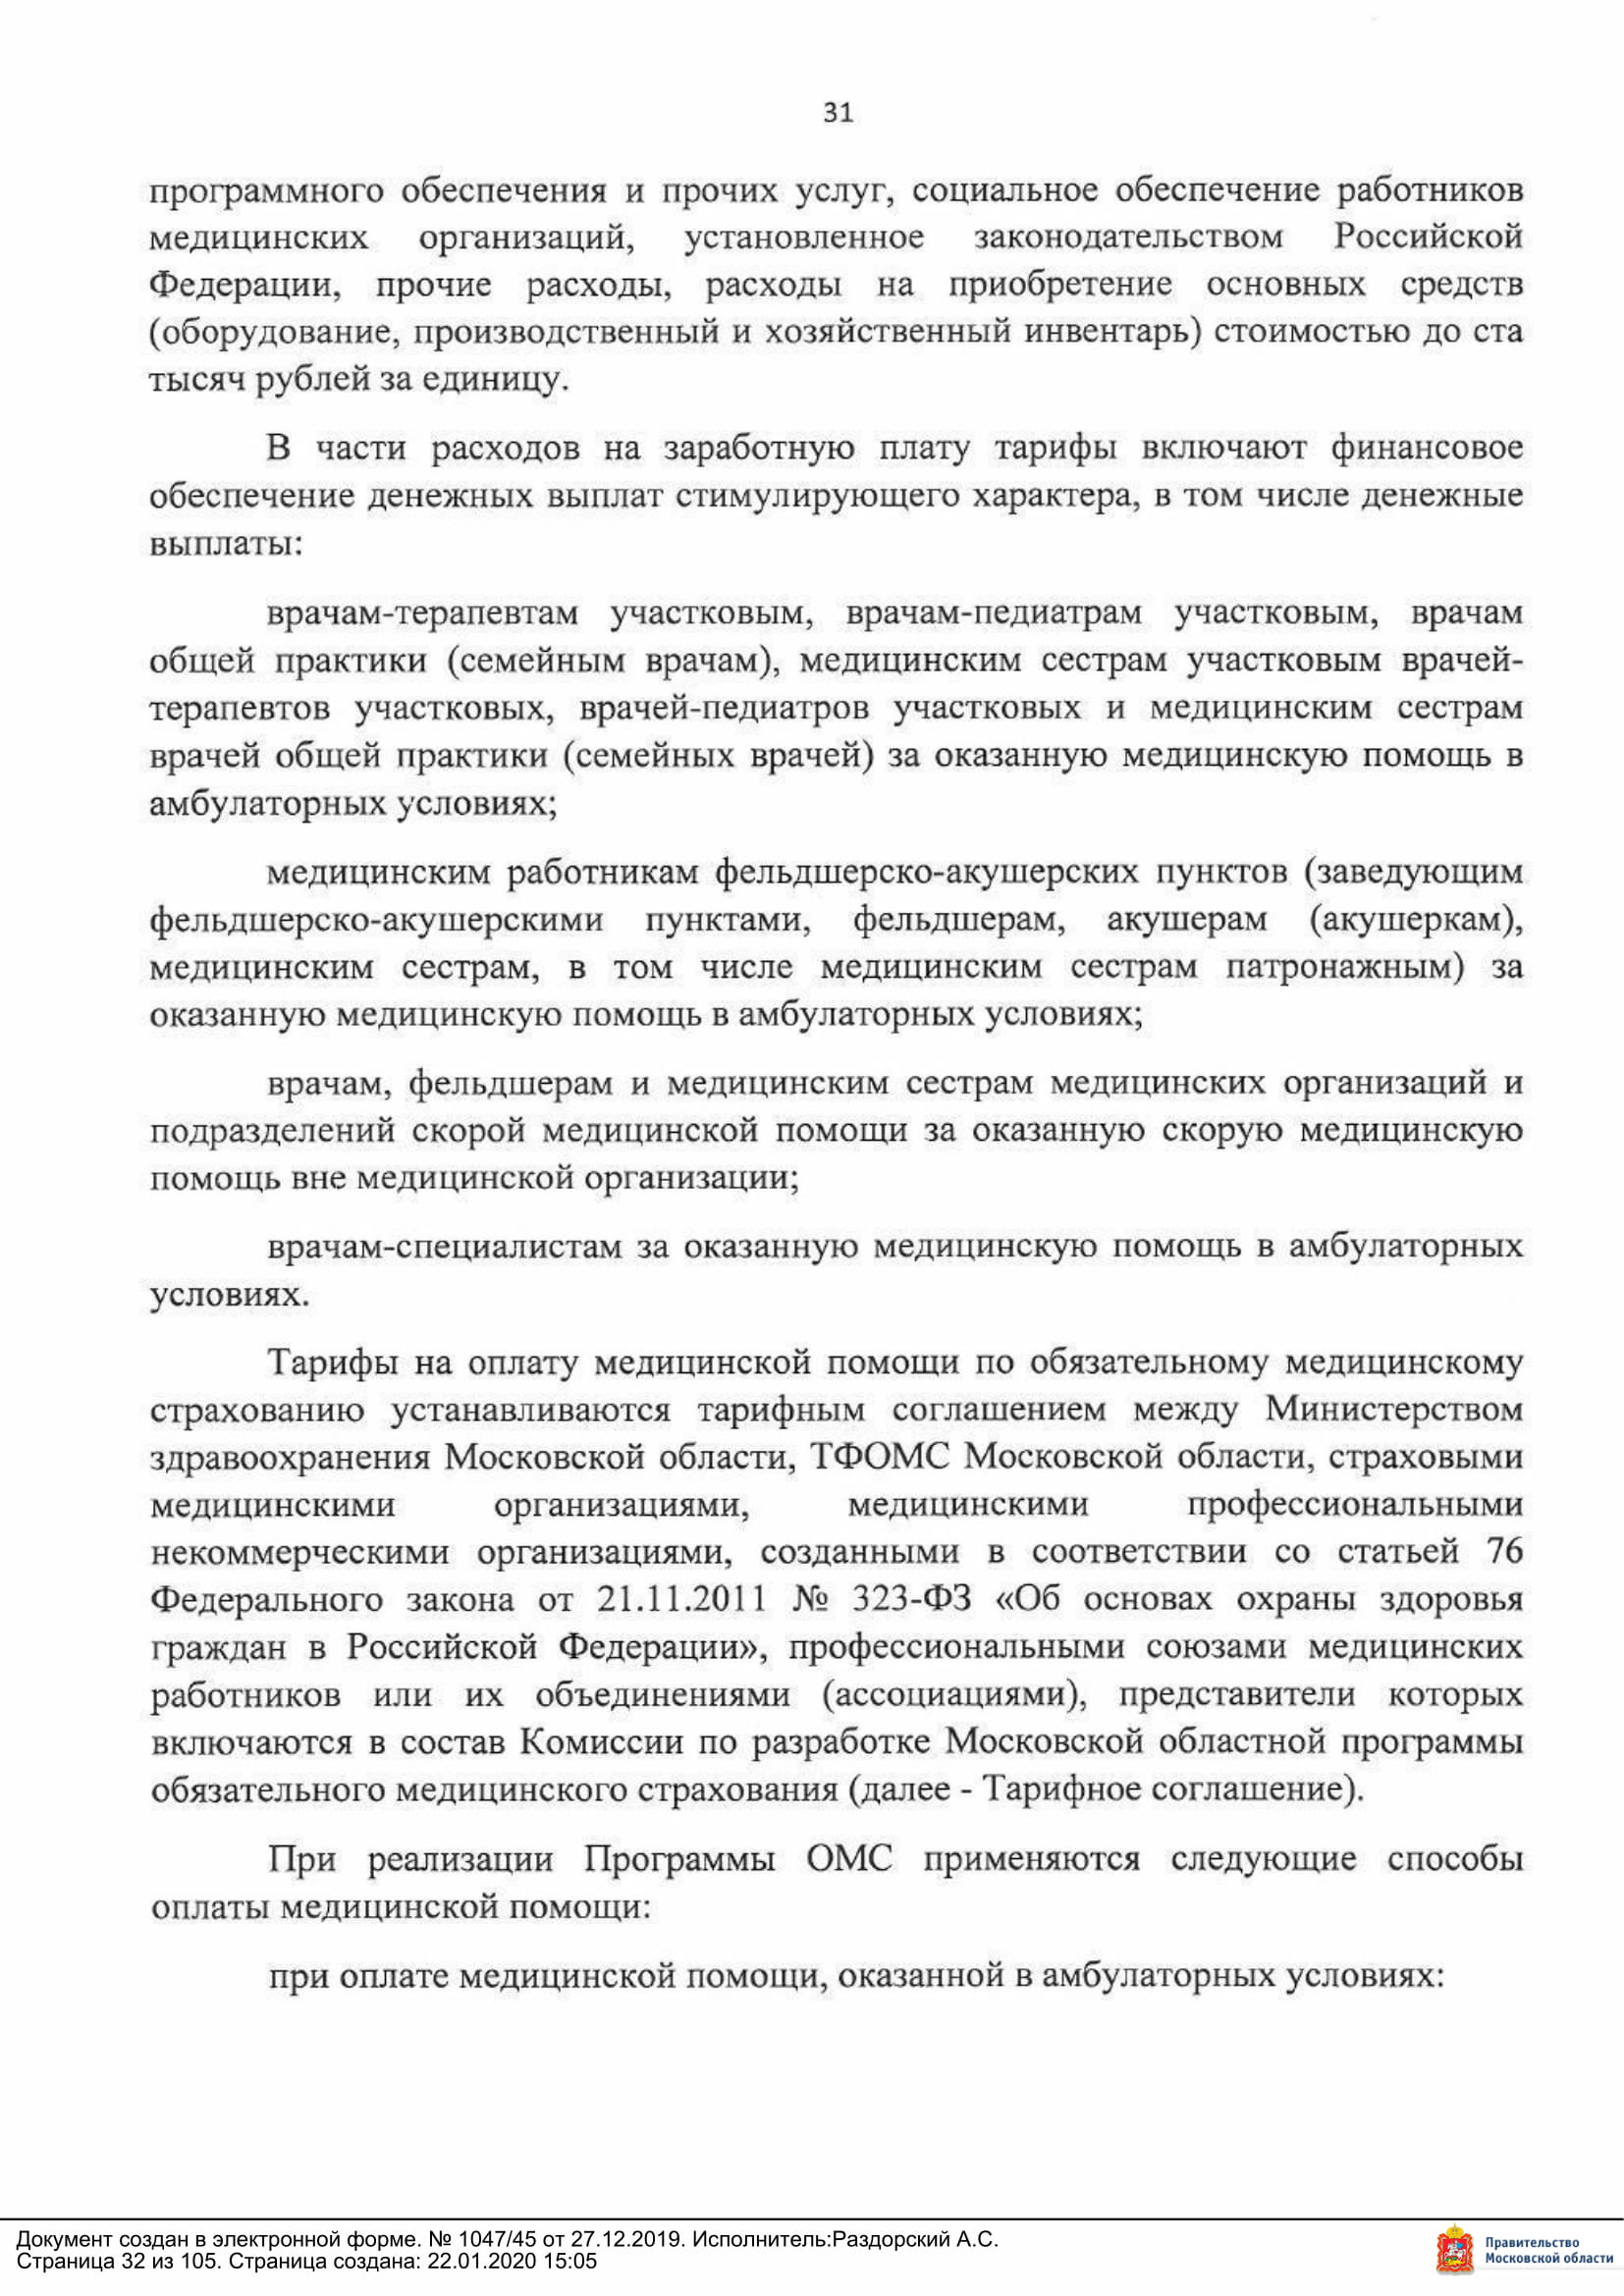 31
программного обеспечения и прочих услуг, социальное обеспечение работников
медицинских организаций, установленное законодательством Российской
Федерации, прочие расходы, расходы на приобретение основных средств
(оборудование, производственный и хозяйственный инвентарь) стоимостью до ста
тысяч рублей за единицу.
В части расходов на заработную плату тарифы включают финансовое
обеспечение денежных выплат стимулирующего характера, в том числе денежные
выплаты:
врачам-терапевтам участковым, врачам-педиатрам участковым, врачам
общей практики (семейным врачам), медицинским сестрам участковым врачей-
терапевтов участковых, врачей-педиатров участковых и медицинским сестрам
врачей общей практики (семейных врачей) за оказанную медицинскую помощь в
амбулаторных условиях;
медицинским работникам фельдшерско-акушерских пунктов (заведующим
фельдшерско-акушерскими пунктами, фельдшерам, акушерам (акушеркам),
медицинским сестрам, в том числе медицинским сестрам патронажным) за
оказанную медицинскую помощь в амбулаторных условиях;
врачам, фельдшерам и медицинским сестрам медицинских организаций и
подразделений скорой медицинской помощи за оказанную скорую медицинскую
помощь вне медицинской организации;
врачам-специалистам за оказанную медицинскую помощь в амбулаторных
условиях.
Тарифы на оплату медицинской помощи по обязательному медицинскому
страхованию устанавливаются тарифным соглашением между Министерством
здравоохранения Московской области, ТФОМС Московской области, страховыми
медицинскими организациями, медицинскими профессиональными
некоммерческими организациями, созданными в соответствии со статьей 76
Федерального закона от 21.11.2011 № 323-ФЗ «Об основах охраны здоровья
граждан в Российской Федерации», профессиональными союзами медицинских
работников или их объединениями (ассоциациями), представители которых
включаются в состав Комиссии по разработке Московской областной программы
обязательного медицинского страхования (далее - Тарифное соглашение).
При реализации Программы ОМС применяются следующие способы
оплаты медицинской помощи:
при оплате медицинской помощи, оказанной в амбулаторных условиях:
Документ создан в электронной форме. № 1047/45 от 27.12.2019. Исполнитель:Раздорский А.С.
Страница 32 из 105. Страница создана: 22.01.2020 15:05
Правительство
Московской области